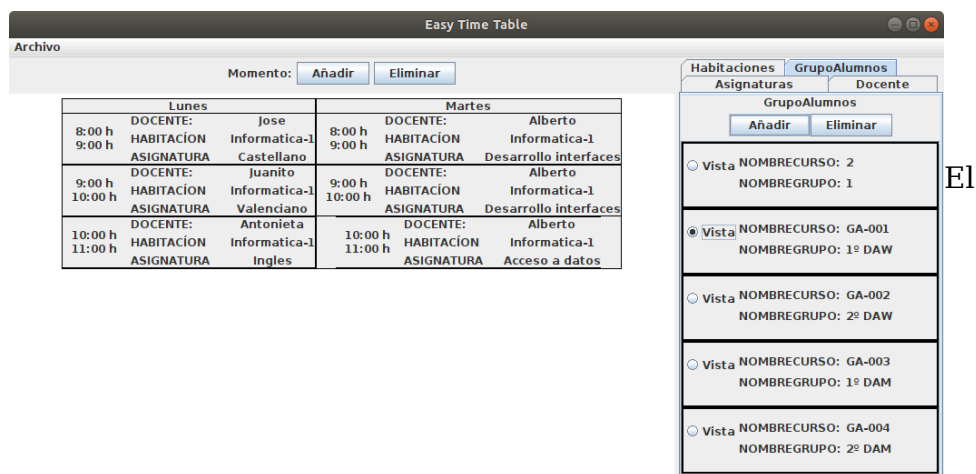 Easy Time Table
Archivo
Momento: Añadir Eliminar
Lunes Martes
8:00 h 9:00 h DOCENTE: Jose
HABITACÍON Informatica-1
ASIGNATURA Castellano
8:00 h 9:00 h DOCENTE: Alberto
HABITACÍON Informatica-1
ASIGNATURA Desarrollo interfaces
9:00 h 10:00 h DOCENTE: Juanito
HABITACÍON Informatica-1
ASIGNATURA Valenciano
9:00 h 10:00 h DOCENTE: Alberto
HABITACÍON Informatica-1
ASIGNATURA Desarrollo interfaces
10:00 h 11:00 h DOCENTE: Antonieta
HABITACÍON Informatica-1
ASIGNATURA Ingles
10:00 h 11:00 h DOCENTE: Alberto
HABITACÍON Informatica-1
ASIGNATURA Acceso a datos
Habitaciones GrupoAlumnos
Asignaturas Docente
GrupoAlumnos
Añadir Eliminar
Vista NOMBRECURSO: 2
NOMBREGRUPO: 1
Vista NOMBRECURSO: GA-001
NOMBREGRUPO: 1º DAW
Vista NOMBRECURSO: GA-002
NOMBREGRUPO: 2º DAW
Vista NOMBRECURSO: GA-003
NOMBREGRUPO: 1º DAM
Vista NOMBRECURSO: GA-004
NOMBREGRUPO: 2º DAM
El